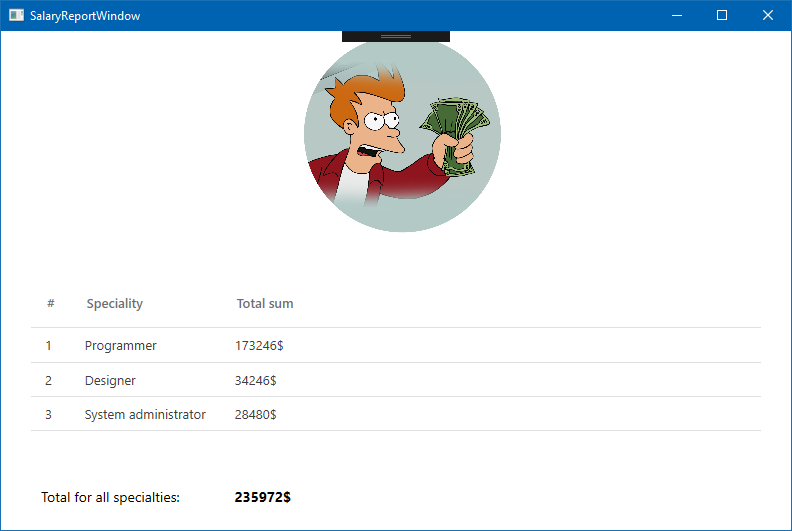 SalaryReportWindow
# Speciality Total sum
1 Programmer 173246$
2 Designer 34246$
3 System administrator 28480$
Total for all specialties: 235972$